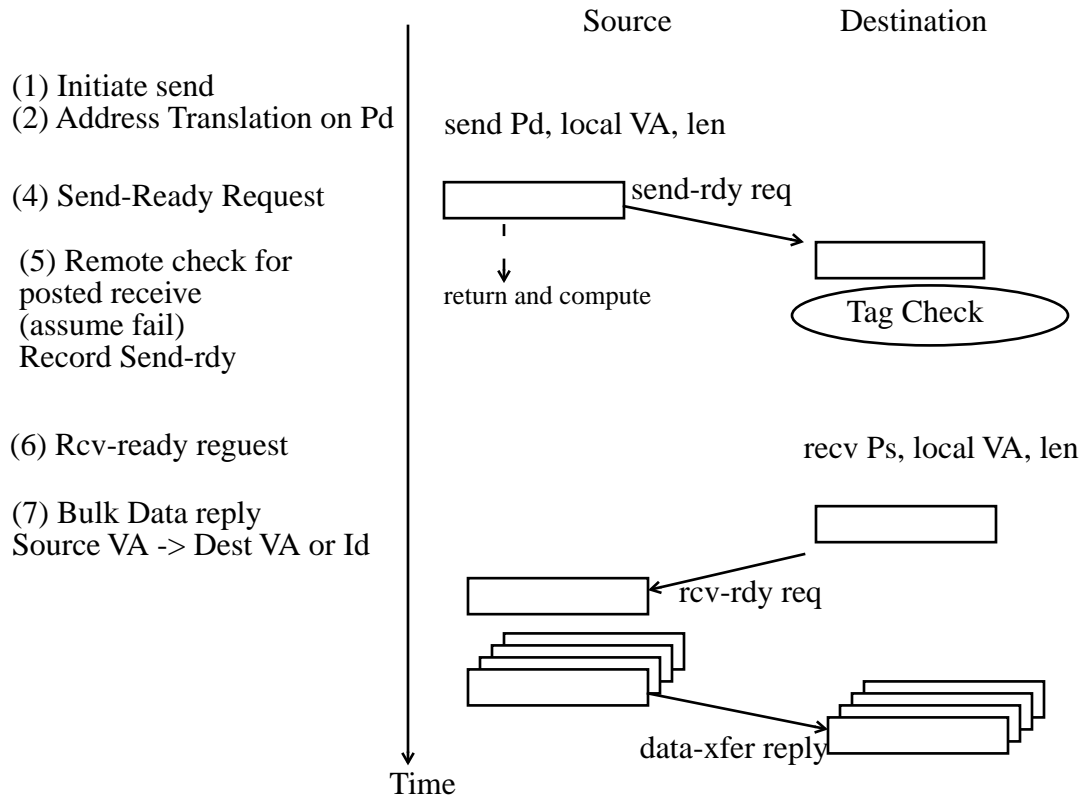 Source
Destination
(1) Initiate send
(2) Address Translation on Pd
send Pd, local VA, len
(4) Send-Ready Request
send-rdy req
(5) Remote check for
posted receive
(assume fail)
Record Send-rdy
return and compute
Tag Check
(6) Rcv-ready reguest
recv Ps, local VA, len
(7) Bulk Data reply
Source VA -> Dest VA or Id
rcv-rdy req
data-xfer reply
Time